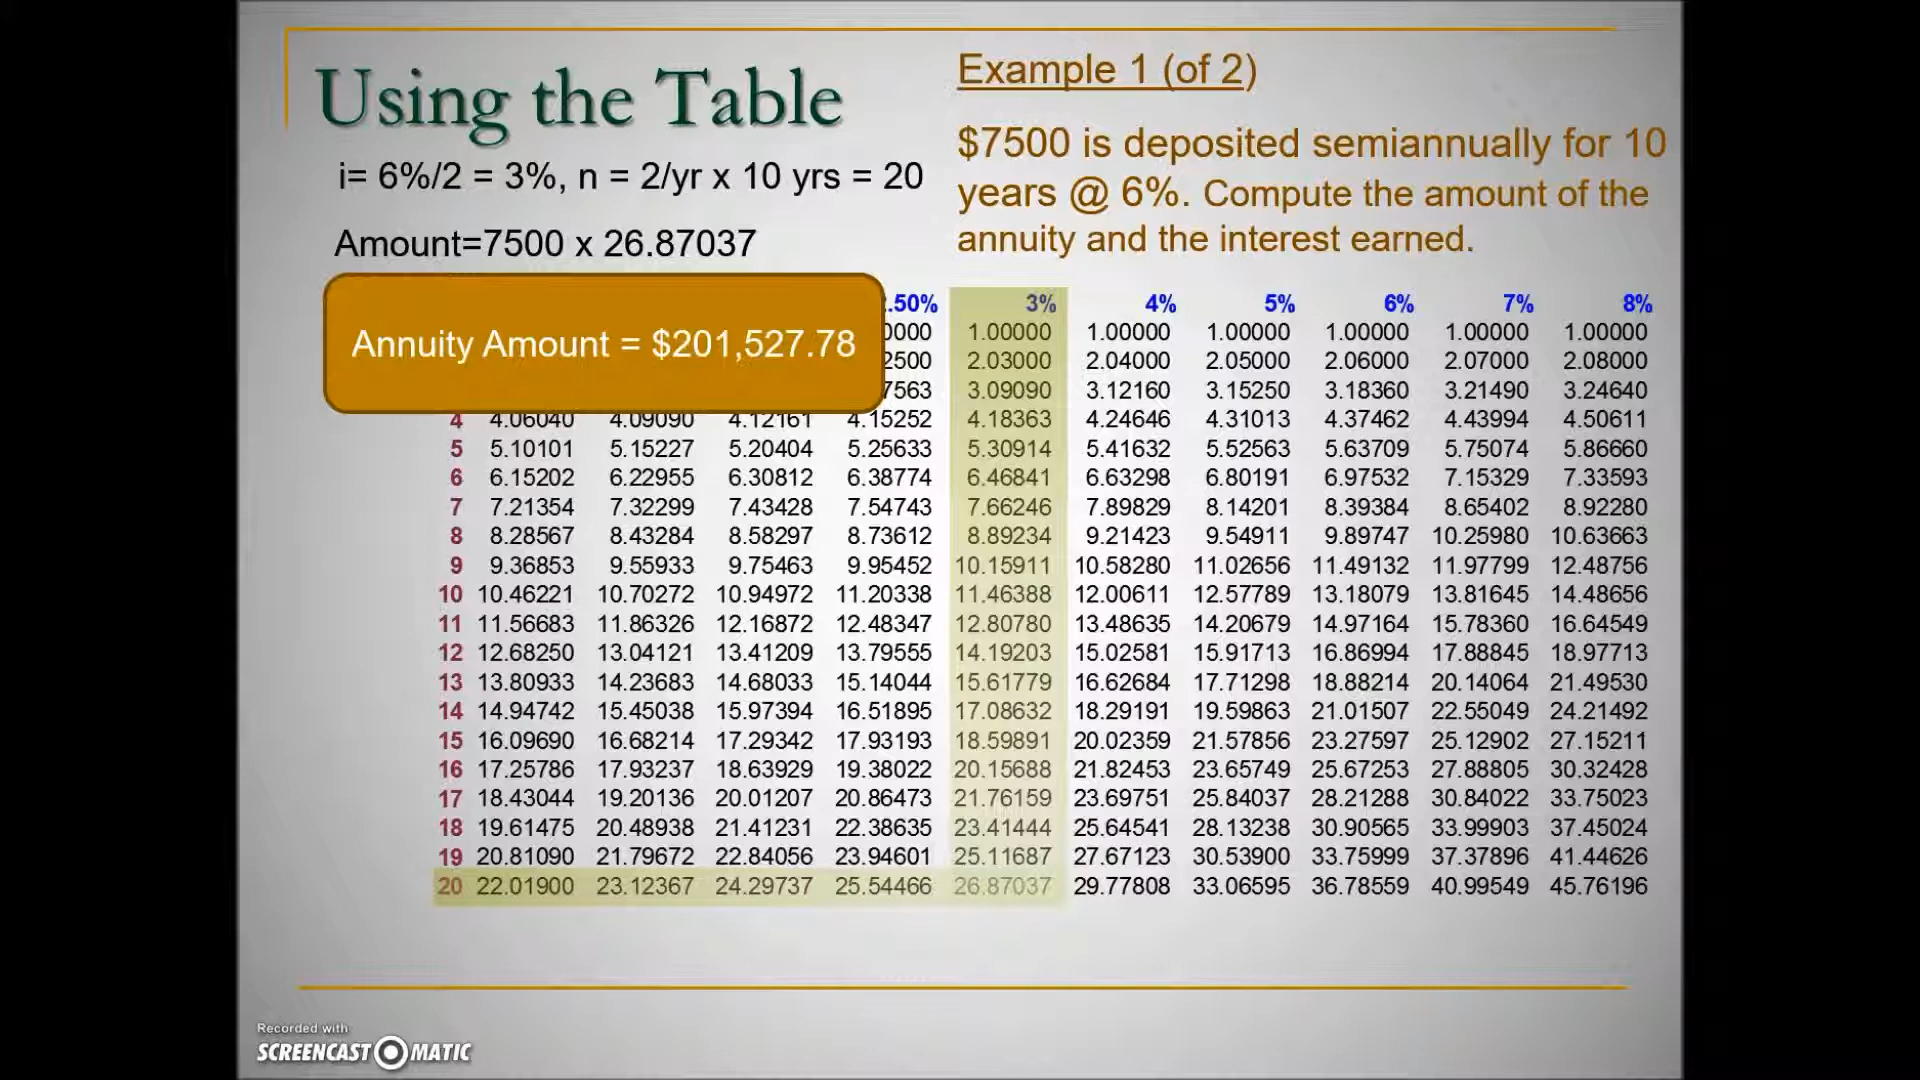 Using the Table
i= 6%/2 = 3%, n = 2/yr x 10 yrs = 20
Amount=7500 x 26.87037
Annuity Amount = $201,527.78
Example 1 (of 2)
$7500 is deposited semiannually for 10
years @ 6%. Compute the amount of the
annuity and the interest earned.
.50% 3% 4% 5% 6% 7% 8%
0000 1.00000 1.00000 1.00000 1.00000 1.00000 1.00000
2500 2.03000 2.04000 2.05000 2.06000 2.07000 2.08000
7563 3.09090 3.12160 3.15250 3.18360 3.21490 3.24640
4 4.06040 4.09090 4.12161 4.15252 4.18363 4.24646 4.31013 4.37462 4.43994 4.50611
5 5.10101 5.15227 5.20404 5.25633 5.30914 5.41632 5.52563 5.63709 5.75074 5.86660
6 6.15202 6.22955 6.30812 6.38774 6.46841 6.63298 6.80191 6.97532 7.15329 7.33593
7 7.21354 7.32299 7.43428 7.54743 7.66246 7.89829 8.14201 8.39384 8.65402 8.92280
8 8.28567 8.43284 8.58297 8.73612 8.89234 9.21423 9.54911 9.89747 10.25980 10.63663
9 9.36853 9.55933 9.75463 9.95452 10.15911 10.58280 11.02656 11.49132 11.97799 12.48756
10 10.46221 10.70272 10.94972 11.20338 11.46388 12.00611 12.57789 13.18079 13.81645 14.48656
11 11.56683 11.86326 12.16872 12.48347 12.80780 13.48635 14.20679 14.97164 15.78360 16.64549
12 12.68250 13.04121 13.41209 13.79555 14.19203 15.02581 15.91713 16.86994 17.88845 18.97713
13 13.80933 14.23683 14.68033 15.14044 15.61779 16.62684 17.71298 18.88214 20.14064 21.49530
14 14.94742 15.45038 15.97394 16.51895 17.08632 18.29191 19.59863 21.01507 22.55049 24.21492
15 16.09690 16.68214 17.29342 17.93193 18.59891 20.02359 21.57856 23.27597 25.12902 27.15211
16 17.25786 17.93237 18.63929 19.38022 20.15688 21.82453 23.65749 25.67253 27.88805 30.32428
17 18.43044 19.20136 20.01207 20.86473 21.76159 23.69751 25.84037 28.21288 30.84022 33.75023
18 19.61475 20.48938 21.41231 22.38635 23.41444 25.64541 28.13238 30.90565 33.99903 37.45024
19 20.81090 21.79672 22.84056 23.94601 25.11687 27.67123 30.53900 33.75999 37.37896 41.44626
20 22.01900 23.12367 24.29737 25.54466 26.87037 29.77808 33.06595 36.78559 40.99549 45.76196
Recorded with
SCREENCAST MATIC